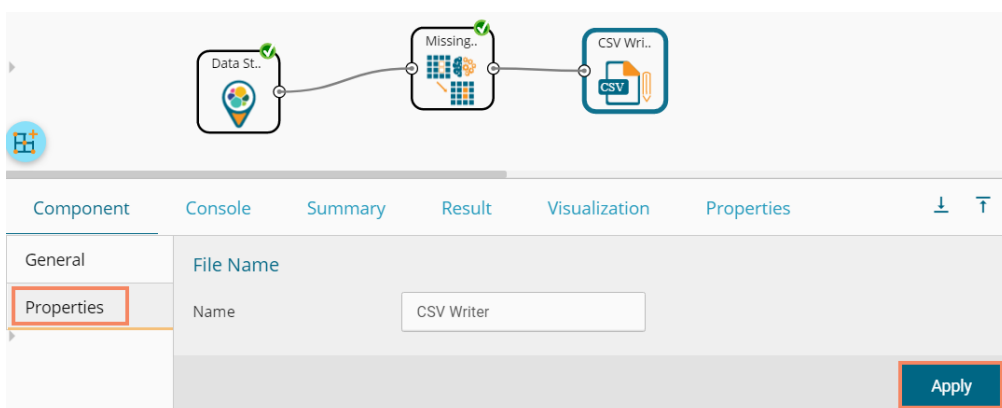 Data St..
Missing..
CSV Wri..
CSV
Component Console Summary Result Visualization Properties
General
File Name
Properties
Name CSV Writer
Apply